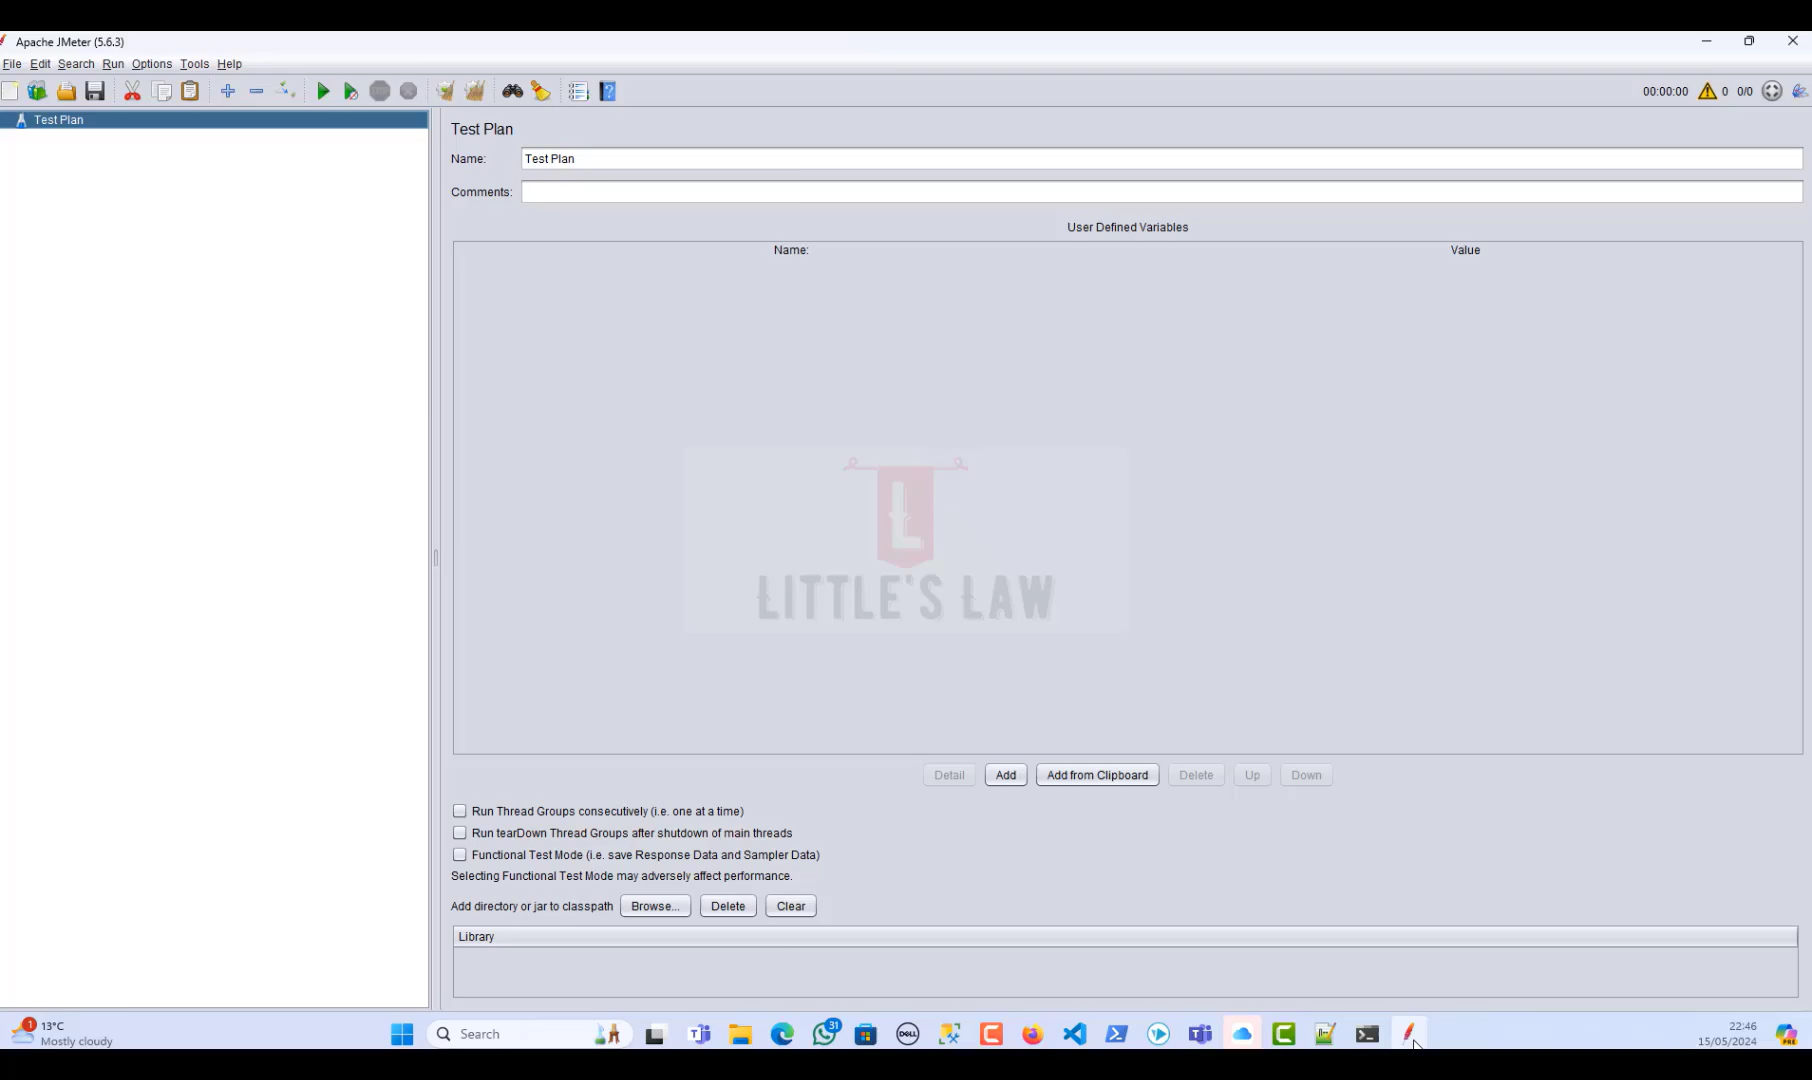 Apache JMeter (5.6.3)
File Edit Search Run Options Tools Help
00:00:00 0 0/0
Test Plan
Test Plan
Name: Test Plan
Comments:
User Defined Variables
Name: Value
L
LITTLE'S LAW
Detail Add Add from Clipboard Delete Up Down
Run Thread Groups consecutively (i.e. one at a time)
Run tearDown Thread Groups after shutdown of main threads
Functional Test Mode (i.e. save Response Data and Sampler Data)
Selecting Functional Test Mode may adversely affect performance.
Add directory or jar to classpath Browse... Delete Clear
Library
1
13°C
Mostly cloudy
Search
31
DELL
22:46
15/05/2024
PRE